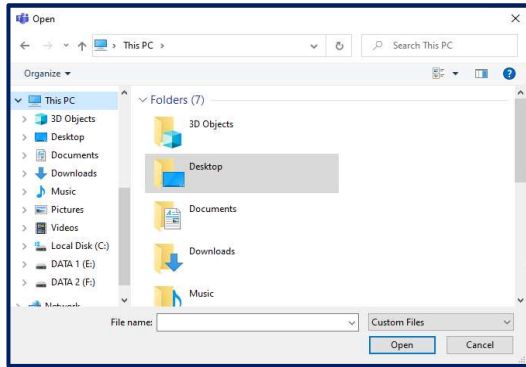 Open
This PC
Search This PC
Organize
This PC
3D Objects
Desktop
Documents
Downloads
Music
Pictures
Videos
Local Disk (C:)
DATA 1 (E:)
DATA 2 (F:)
Network
Folders (7)
3D Objects
Desktop
Documents
Downloads
Music
File name:
Custom Files
Open
Cancel